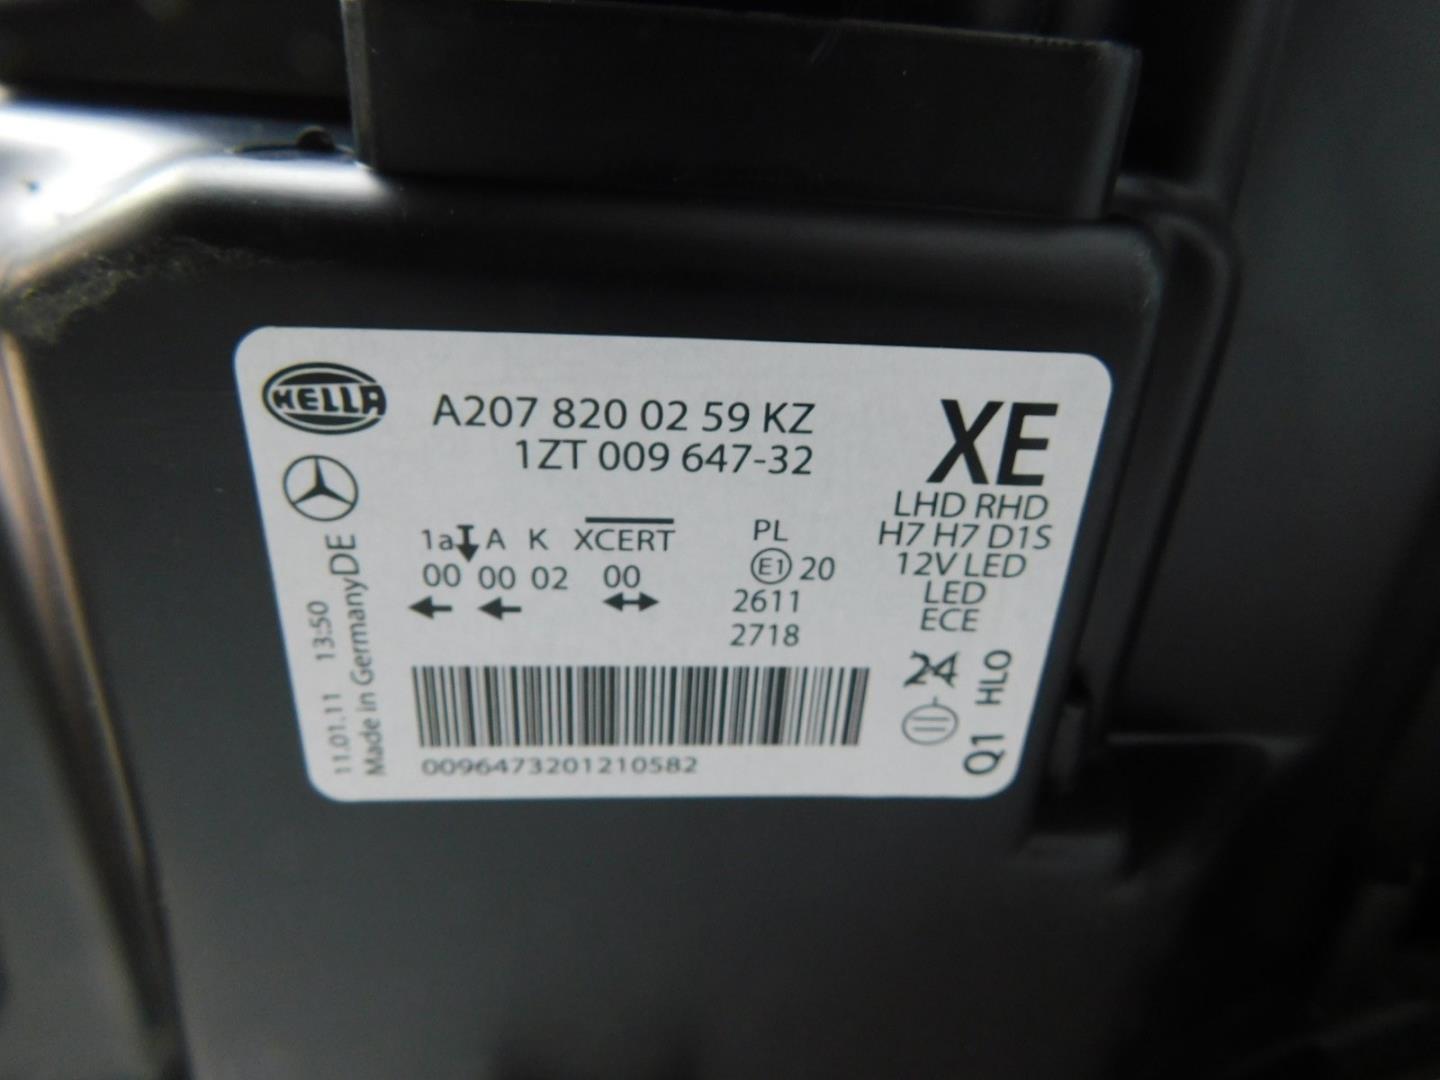 HELLA
A207 820 02 59 KZ
1ZT 009 647-32
XE
LHD RHD
H7 H7 D1S
12V LED
LED
ECE
1a A K XCERT
00 00 02 00
PL
E1 20
2611
2718
24
Q1 HLO
0096473201210582
11.01.11 13:50
Made in Germany DE